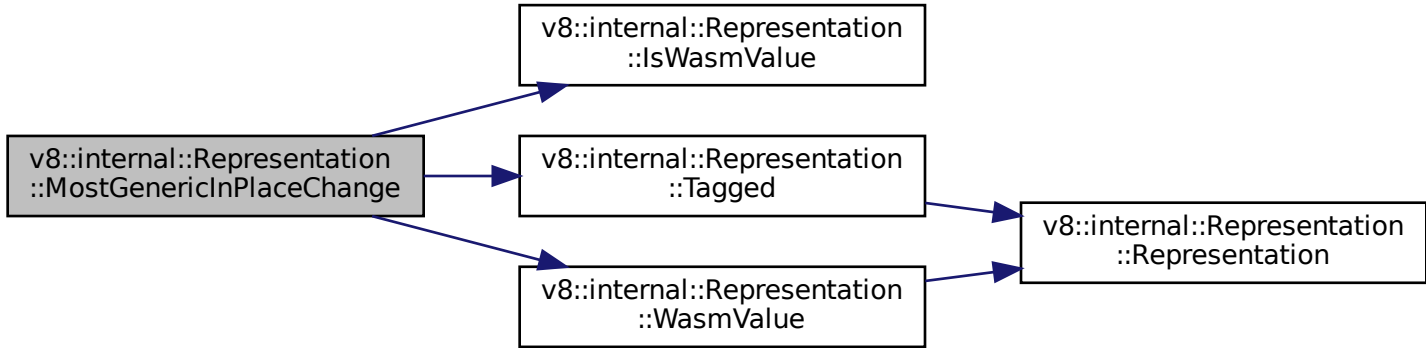 v8::internal::Representation
::IsWasmValue
v8::internal::Representation
::MostGenericInPlaceChange
v8::internal::Representation
::Tagged
v8::internal::Representation
::Representation
v8::internal::Representation
::WasmValue